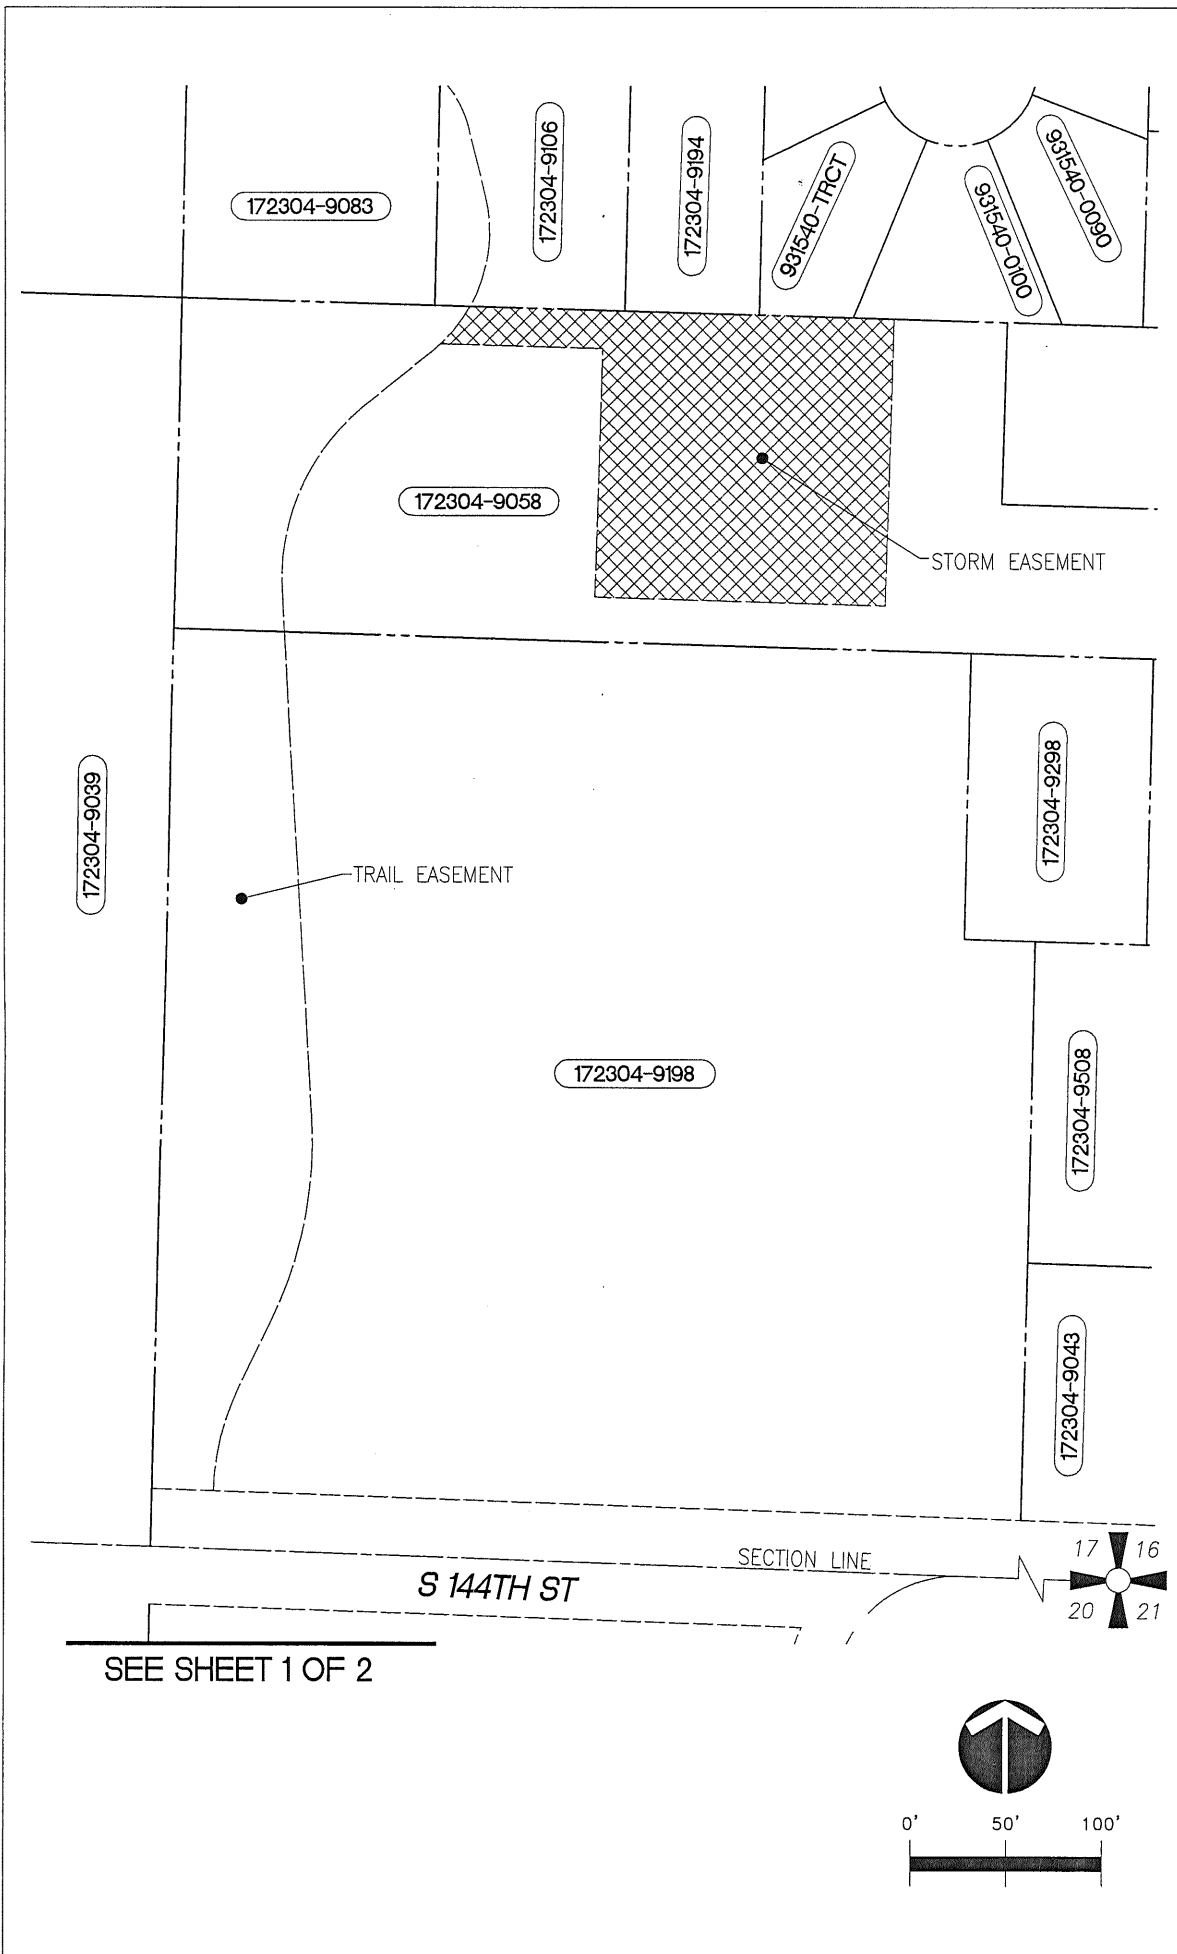 172304-9083
172304-9106
172304-9194
931540-TRCT
931540-0100
931540-0090
172304-9058
STORM EASEMENT
172304-9039
172304-9298
TRAIL EASEMENT
172304-9198
172304-9508
172304-9043
SECTION LINE
17 16
S 144TH ST
20 21
SEE SHEET 1 OF 2
0' 50' 100'